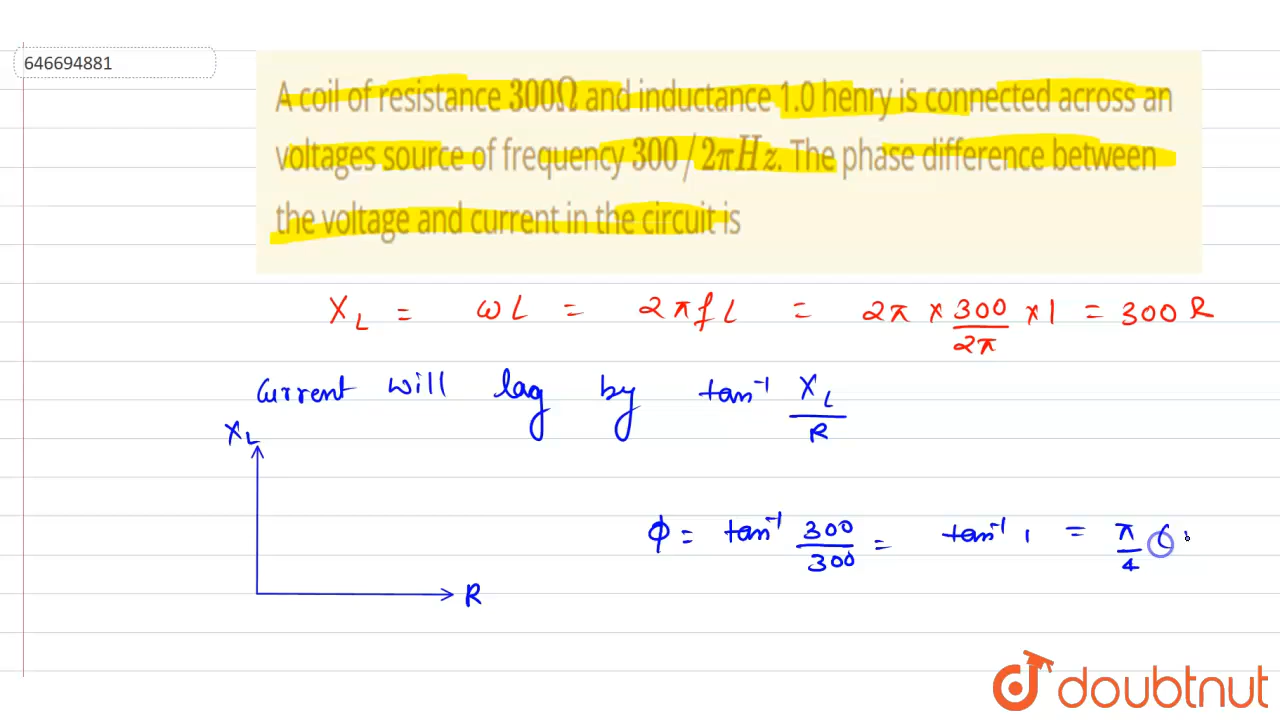 646694881
A coil of resistance 300Ω and inductance 1.0 henry is connected across an
voltages source of frequency 300/2πHz. The phase difference between
the voltage and current in the circuit is
X_L = ωL = 2πfL = 2π × 300/2π × 1 = 300 Ω
Current will lag by tan⁻¹ X_L/R
X_L
ϕ = tan⁻¹ 300/300 = tan⁻¹ 1 = π/4 (
R
doubtnut